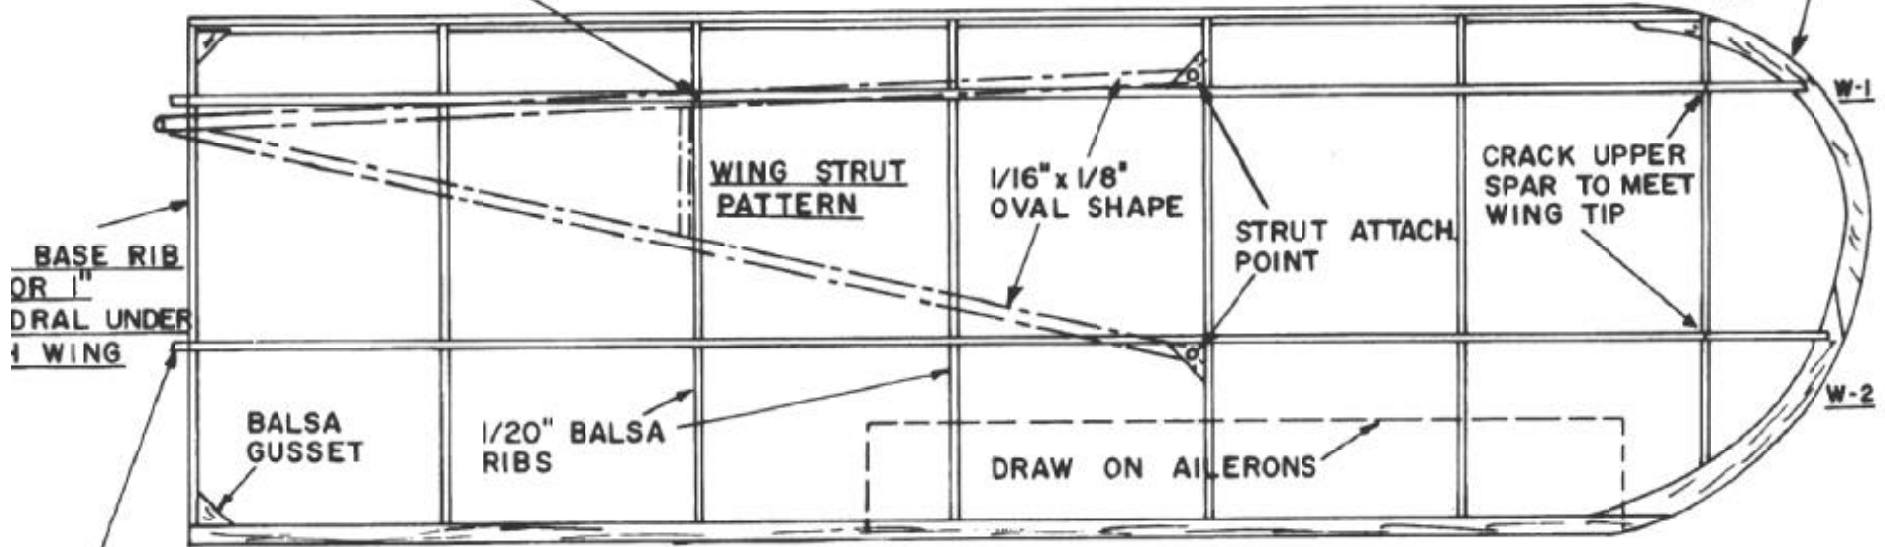 W-1
WING STRUT
PATTERN
1/16" x 1/8"
OVAL SHAPE
CRACK UPPER
SPAR TO MEET
WING TIP
STRUT ATTACH.
POINT
BASE RIB
OR 1"
DRAL UNDER
H WING
W-2
BALSA
GUSSET
1/20" BALSA
RIBS
DRAW ON AILERONS